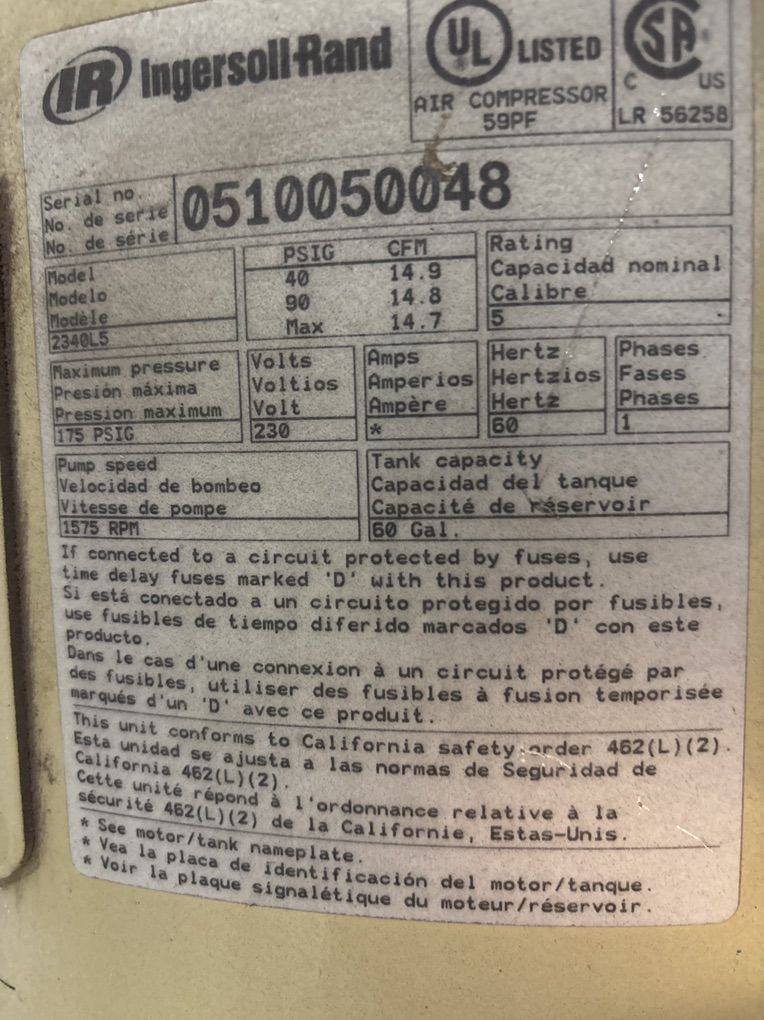 IR Ingersoll-Rand
UL LISTED
AIR COMPRESSOR
59PF
SA
C US
LR 56258
Serial no.
No. de serie
No. de série
0510050048
Model
Modelo
Modèle
2340L5
PSIG CFM
40 14.9
90 14.8
Max 14.7
Rating
Capacidad nominal
Calibre
5
Maximum pressure
Presión máxima
Pression maximum
175 PSIG
Volts
Voltios
Volt
230
Amps
Amperios
Ampère
*
Hertz
Hertzios
Hertz
60
Phases
Fases
Phases
1
Pump speed
Velocidad de bombeo
Vitesse de pompe
1575 RPM
Tank capacity
Capacidad del tanque
Capacité de réservoir
60 Gal.
If connected to a circuit protected by fuses, use
time delay fuses marked 'D' with this product.
Si está conectado a un circuito protegido por fusibles,
use fusibles de tiempo diferido marcados 'D' con este
producto.
Dans le cas d'une connexion à un circuit protégé par
des fusibles, utiliser des fusibles à fusion temporisée
marqués d'un 'D' avec ce produit.
This unit conforms to California safety order 462(L)(2).
Esta unidad se ajusta a las normas de Seguridad de
California 462(L)(2).
Cette unité répond à l'ordonnance relative à la
sécurité 462(L)(2) de la Californie, Estas-Unis.
* See motor/tank nameplate.
* Vea la placa de identificación del motor/tanque.
* Voir la plaque signalétique du moteur/réservoir.